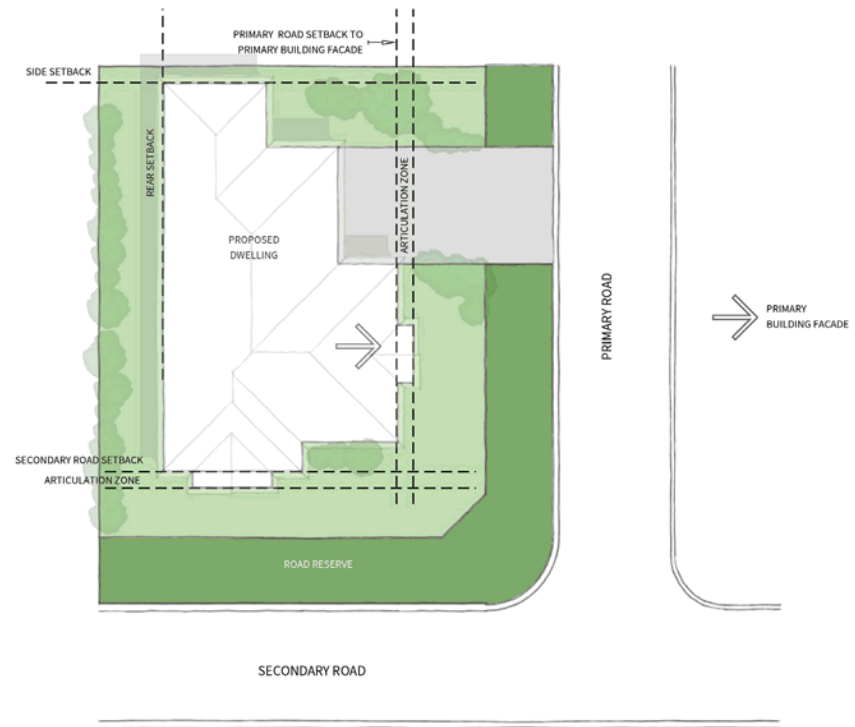 PRIMARY ROAD SETBACK TO
PRIMARY BUILDING FACADE
SIDE SETBACK
REAR SETBACK
ARTICULATION ZONE
PROPOSED
DWELLING
PRIMARY ROAD
PRIMARY
BUILDING FACADE
SECONDARY ROAD SETBACK
ARTICULATION ZONE
ROAD RESERVE
SECONDARY ROAD